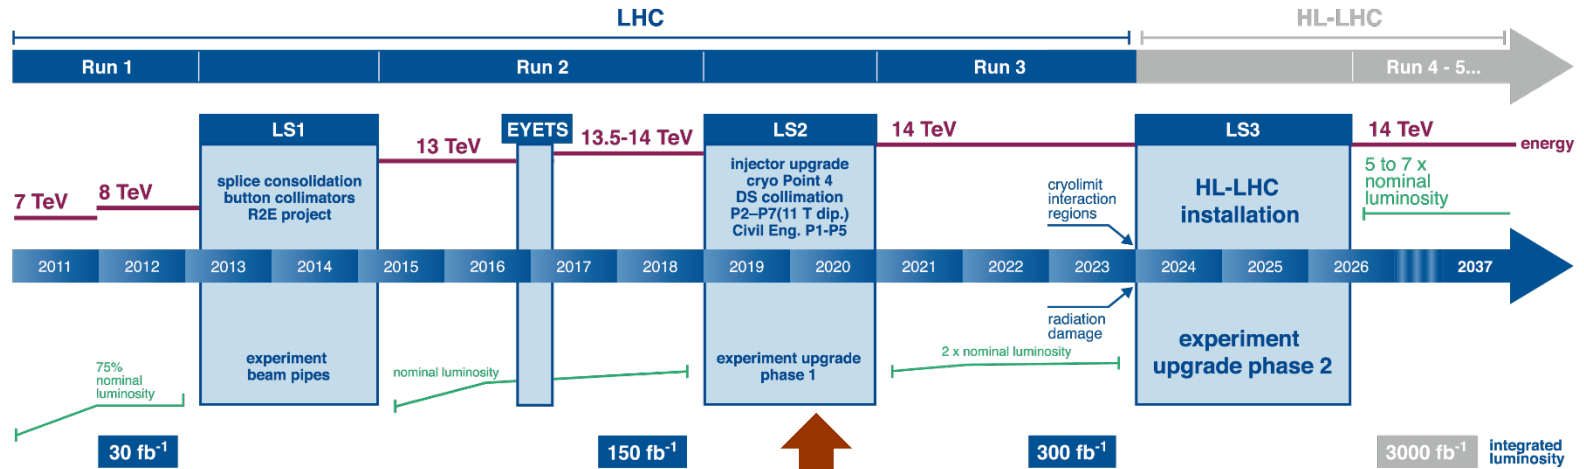 LHC
HL-LHC
Run 1
Run 2
Run 3
Run 4 - 5...
LS1
EYETS
LS2
LS3
7 TeV
8 TeV
13 TeV
13.5-14 TeV
14 TeV
14 TeV
energy
splice consolidation
button collimators
R2E project
injector upgrade
cryo Point 4
DS collimation
P2–P7(11 T dip.)
Civil Eng. P1-P5
cryolimit
interaction
regions
HL-LHC
installation
5 to 7 x
nominal
luminosity
2011
2012
2013
2014
2015
2016
2017
2018
2019
2020
2021
2022
2023
2024
2025
2026
2037
radiation
damage
75%
nominal
luminosity
experiment
beam pipes
nominal luminosity
experiment upgrade
phase 1
2 x nominal luminosity
experiment
upgrade phase 2
30 fb⁻¹
150 fb⁻¹
300 fb⁻¹
3000 fb⁻¹
integrated
luminosity